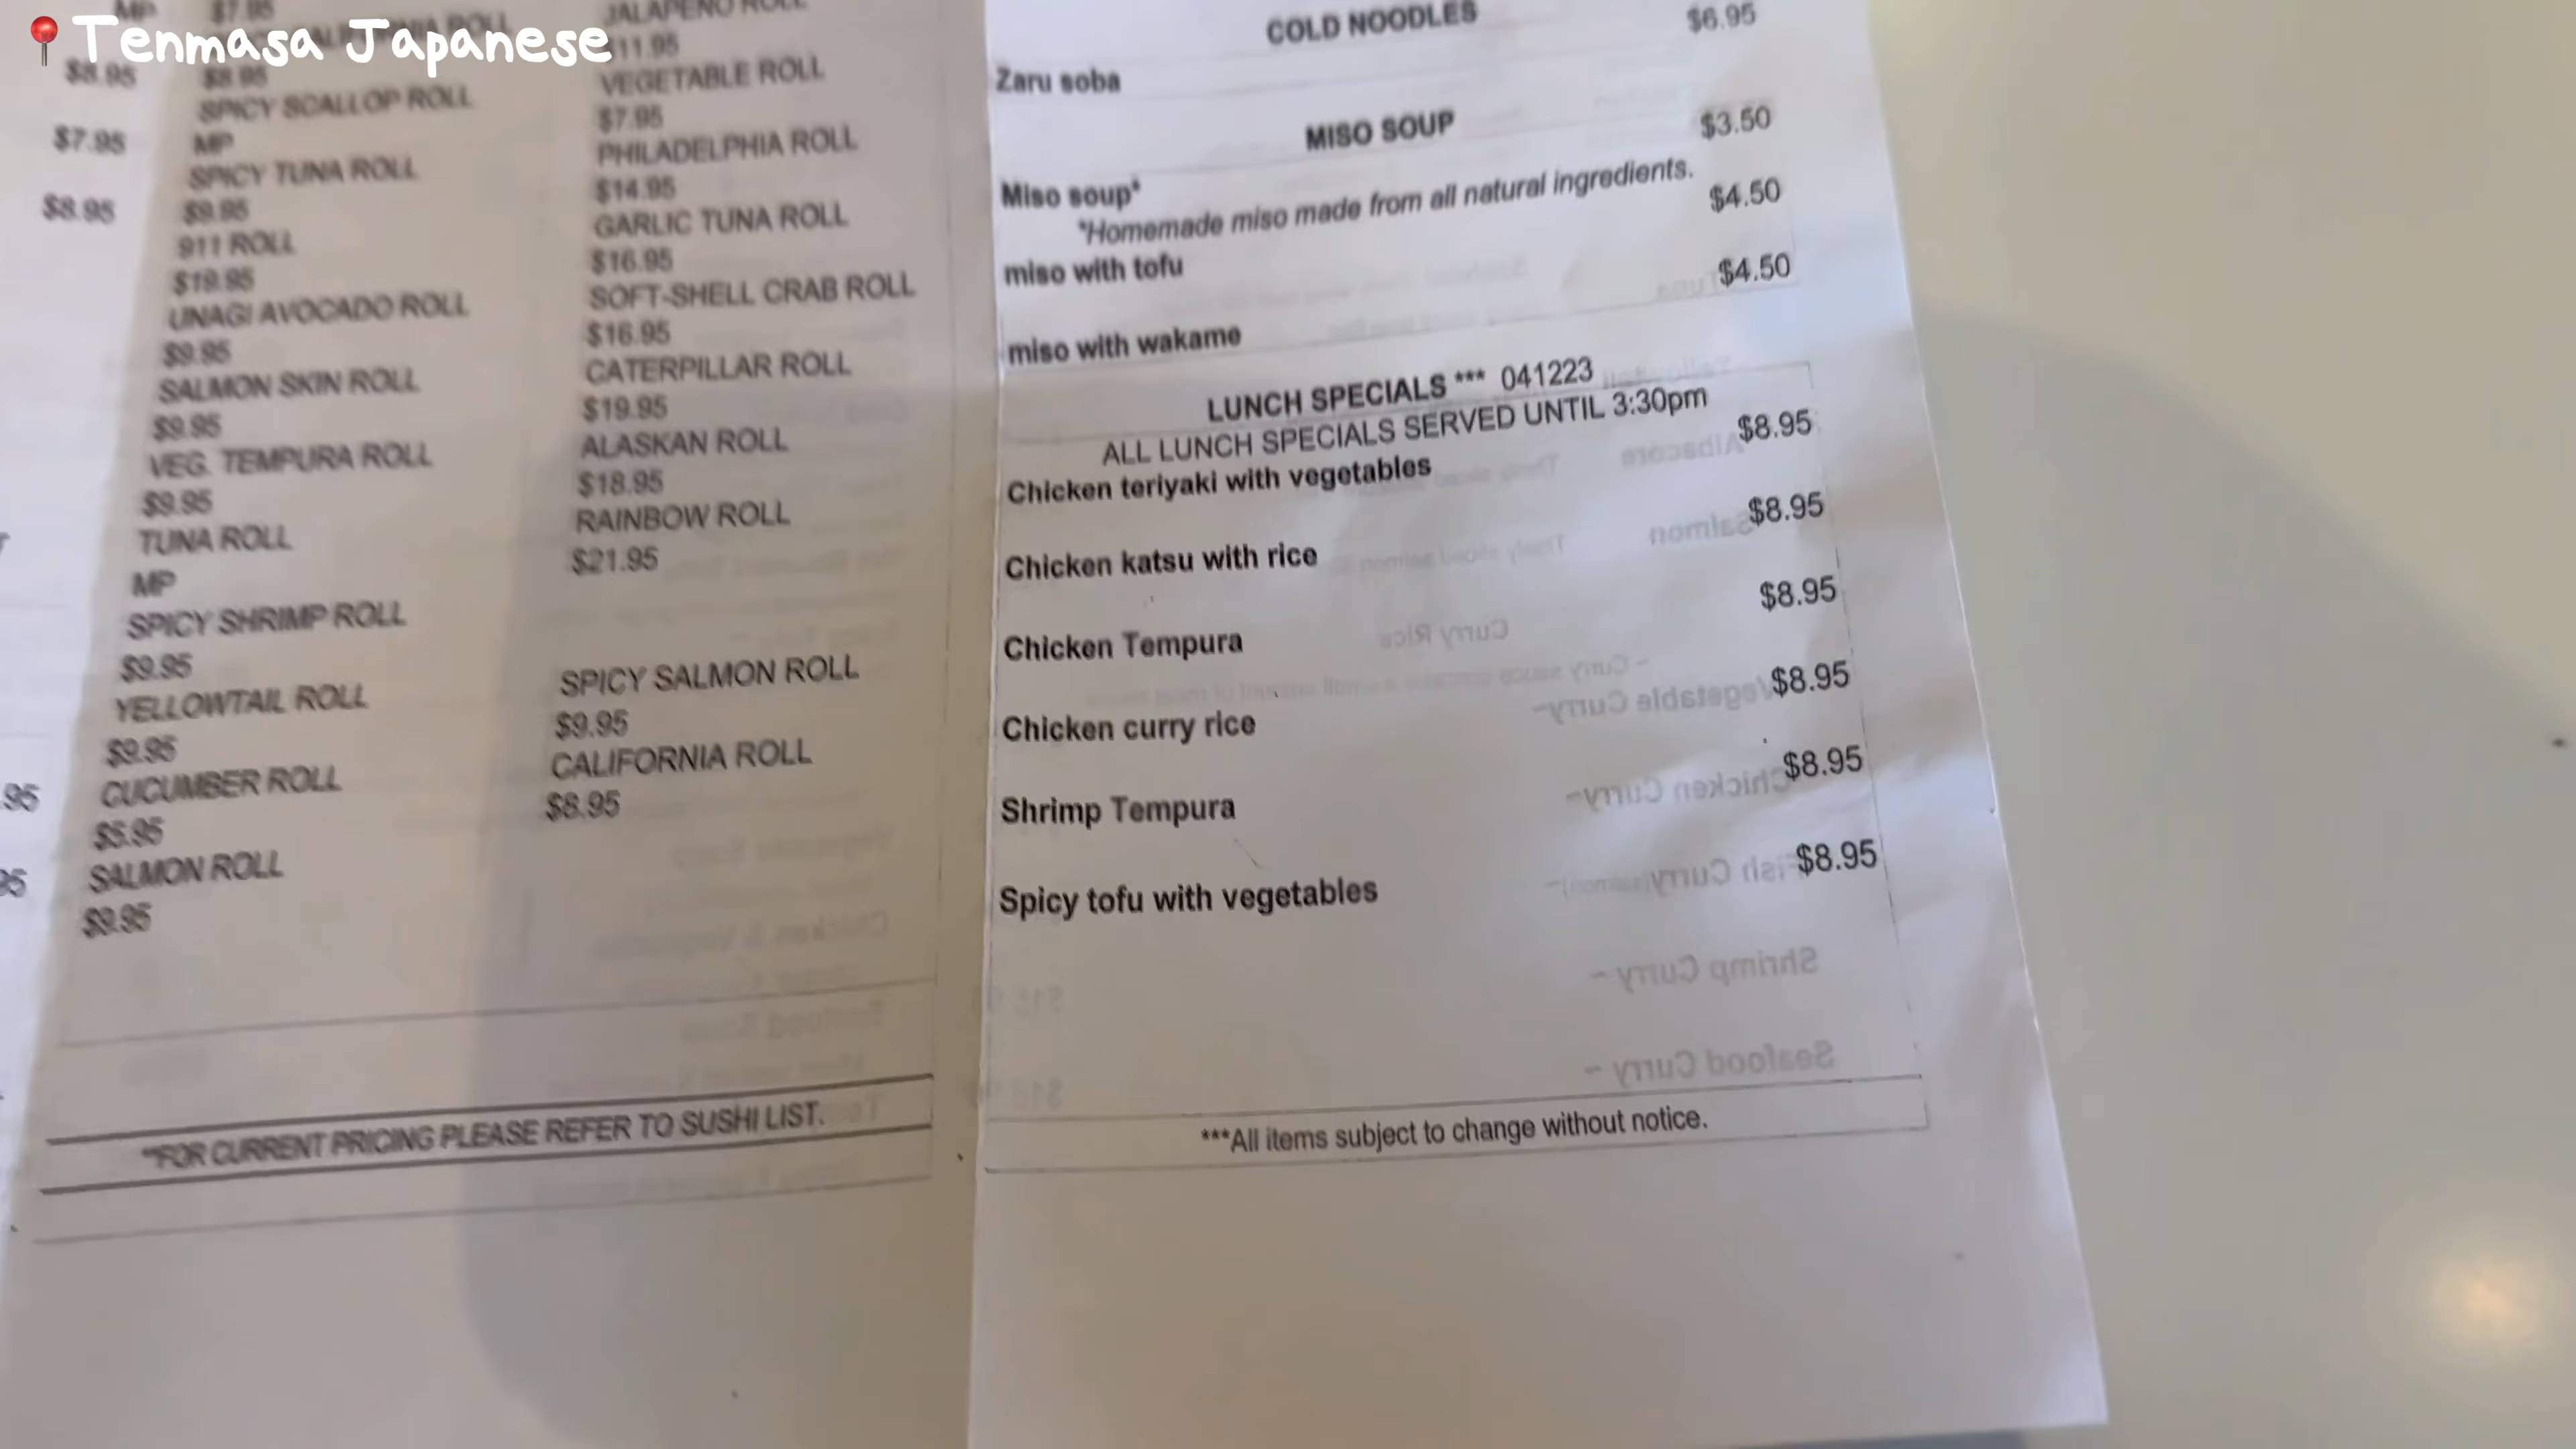 📍Tenmasa Japanese
MP
$8.95
$7.95
$8.95
$7.95
$8.95
SPICY SCALLOP ROLL
MP
SPICY TUNA ROLL
$9.95
911 ROLL
$19.95
UNAGI AVOCADO ROLL
$9.95
SALMON SKIN ROLL
$9.95
VEG. TEMPURA ROLL
$9.95
TUNA ROLL
MP
SPICY SHRIMP ROLL
$9.95
YELLOWTAIL ROLL
$9.95
CUCUMBER ROLL
$5.95
SALMON ROLL
$9.95
JALAPENO ROLL
$11.95
VEGETABLE ROLL
$7.95
PHILADELPHIA ROLL
$14.95
GARLIC TUNA ROLL
$16.95
SOFT-SHELL CRAB ROLL
$16.95
CATERPILLAR ROLL
$19.95
ALASKAN ROLL
$18.95
RAINBOW ROLL
$21.95
SPICY SALMON ROLL
$9.95
CALIFORNIA ROLL
$8.95
**FOR CURRENT PRICING PLEASE REFER TO SUSHI LIST.
COLD NOODLES
Zaru soba $6.95
MISO SOUP
Miso soup* $3.50
*Homemade miso made from all natural ingredients.
miso with tofu $4.50
miso with wakame $4.50
LUNCH SPECIALS *** 041223
ALL LUNCH SPECIALS SERVED UNTIL 3:30pm
Chicken teriyaki with vegetables $8.95
Chicken katsu with rice $8.95
Chicken Tempura $8.95
Chicken curry rice $8.95
Shrimp Tempura $8.95
Spicy tofu with vegetables $8.95
***All items subject to change without notice.